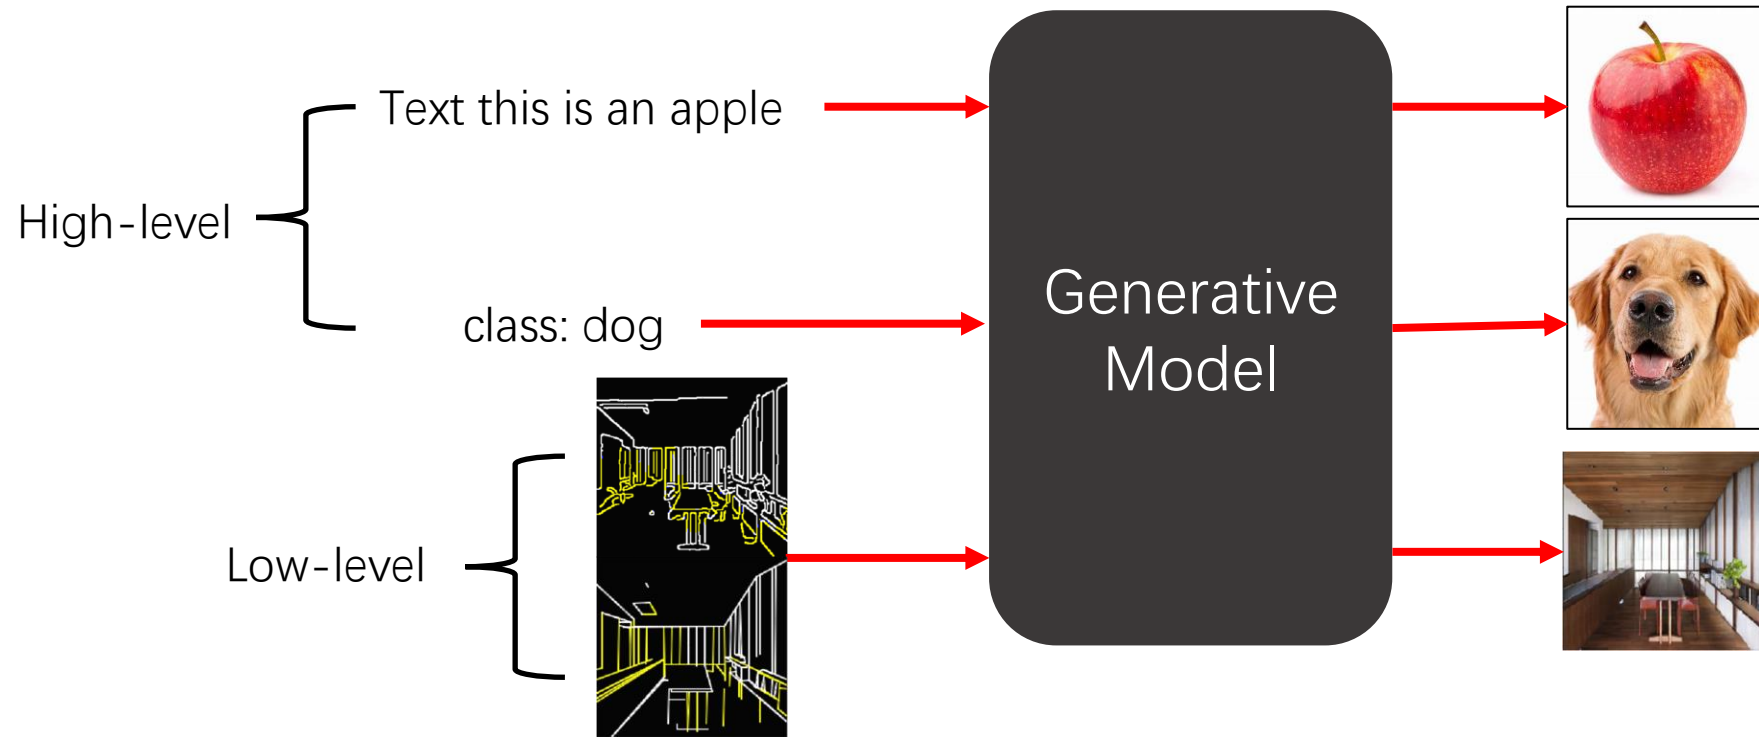 Text this is an apple
High-level
class: dog
Generative
Model
Low-level